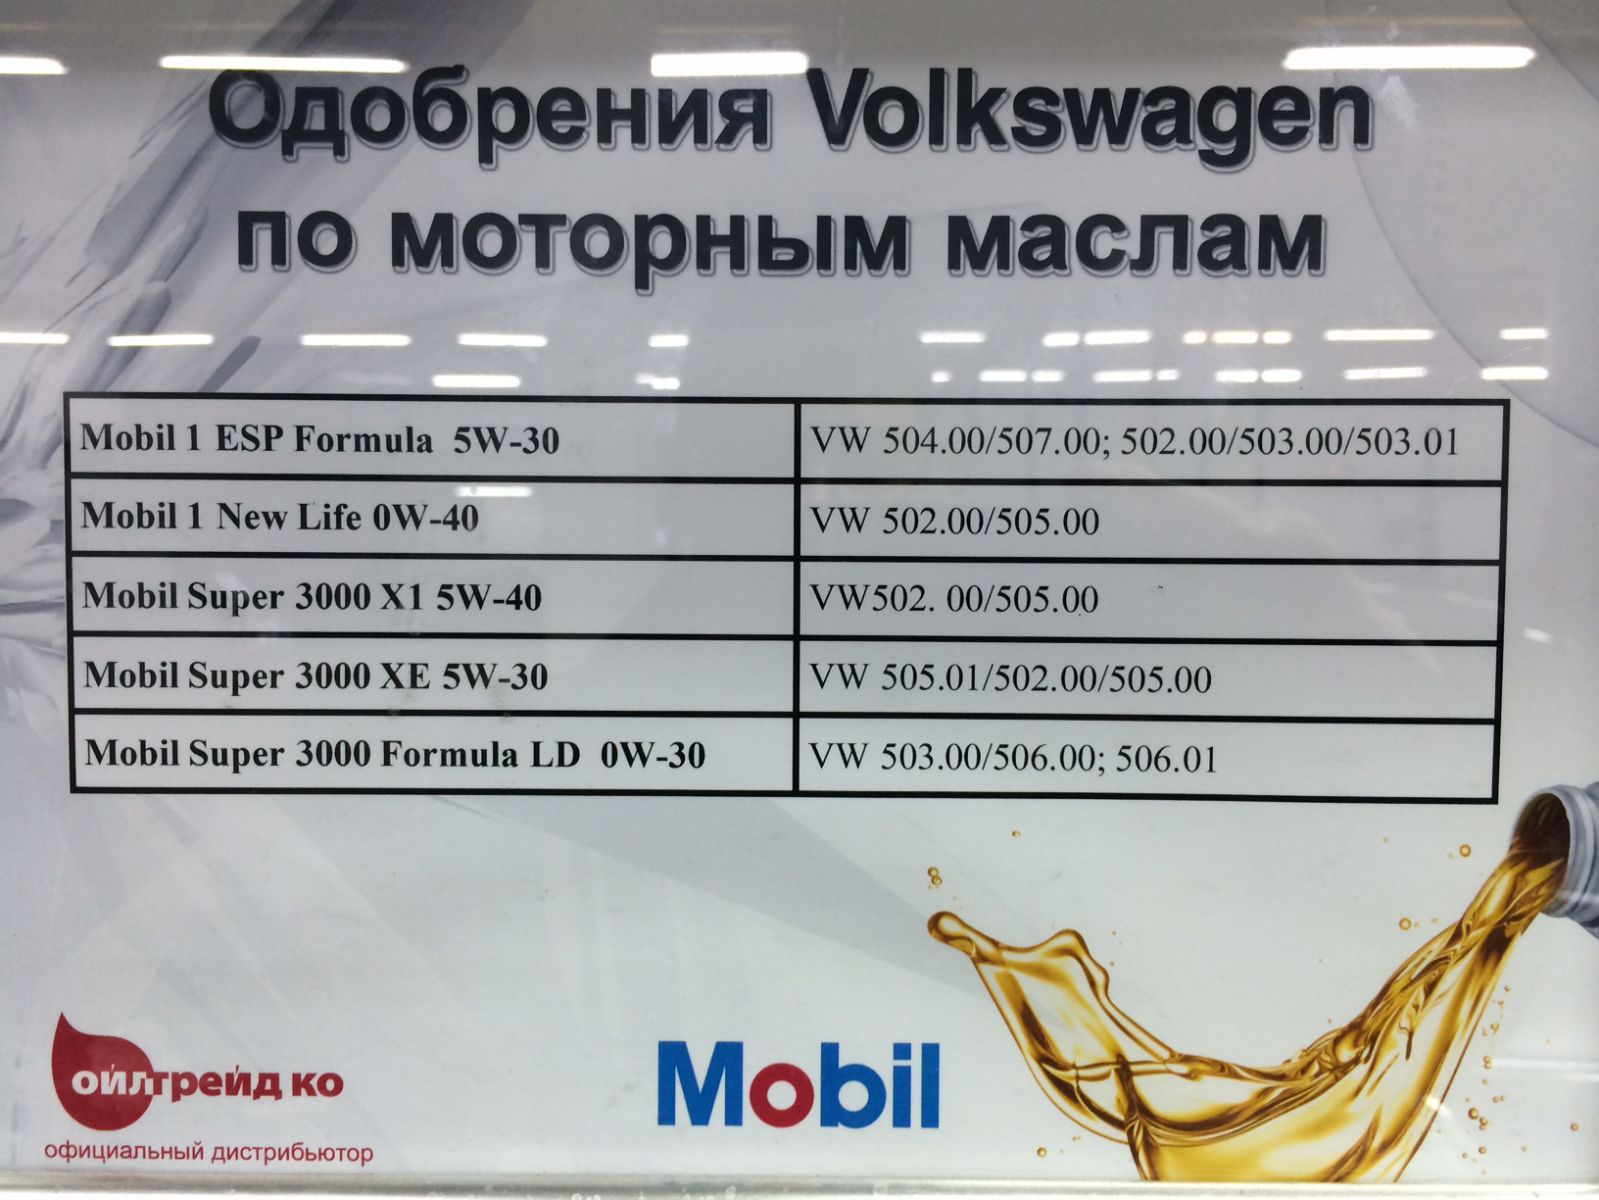 Одобрения Volkswagen
по моторным маслам
Mobil 1 ESP Formula 5W-30 VW 504.00/507.00; 502.00/503.00/503.01
Mobil 1 New Life 0W-40 VW 502.00/505.00
Mobil Super 3000 X1 5W-40 VW502. 00/505.00
Mobil Super 3000 XE 5W-30 VW 505.01/502.00/505.00
Mobil Super 3000 Formula LD 0W-30 VW 503.00/506.00; 506.01
ойлтрейд ко
официальный дистрибьютор
Mobil